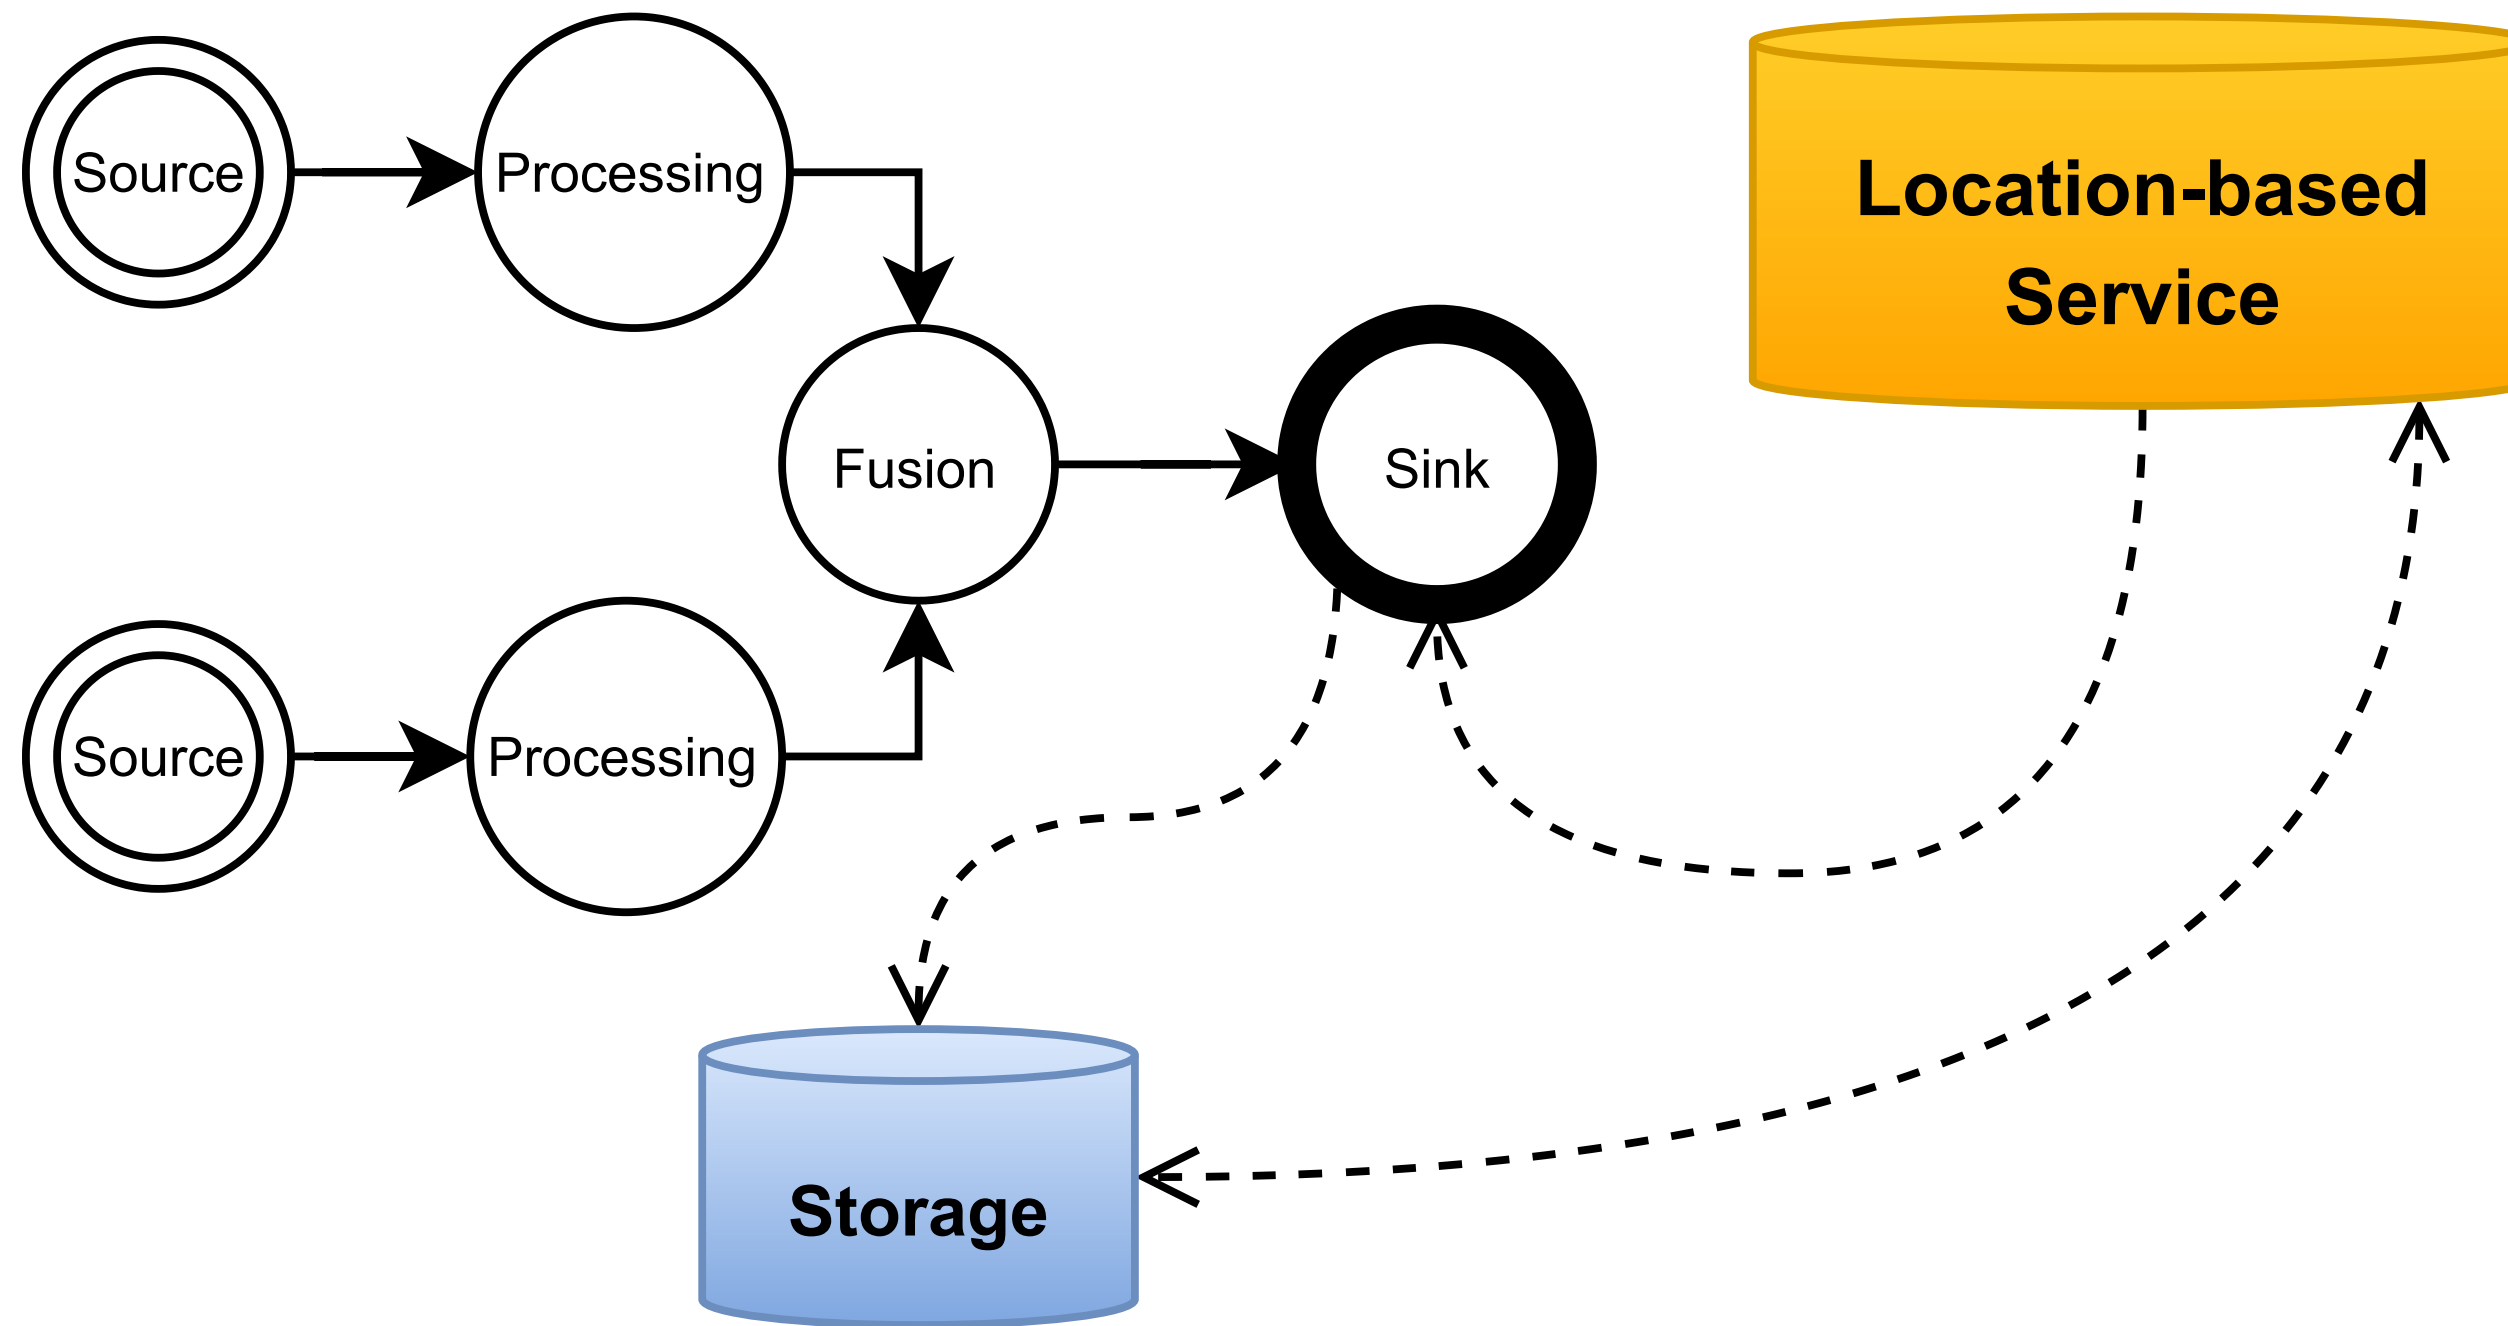 Source
Processing
Location-based
Service
Fusion
Sink
Source
Processing
Storage